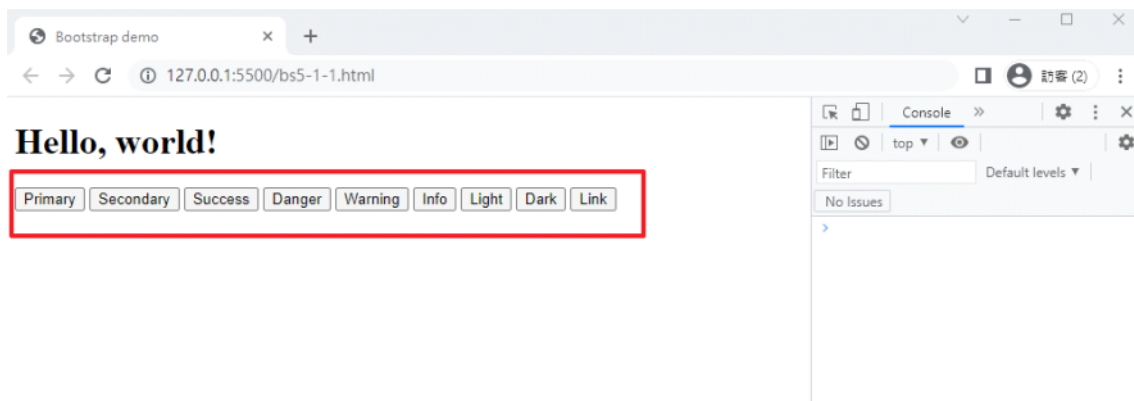 Bootstrap demo
127.0.0.1:5500/bs5-1-1.html
訪客 (2)
Console
Hello, world!
top
Filter
Default levels
Primary Secondary Success Danger Warning Info Light Dark Link
No Issues